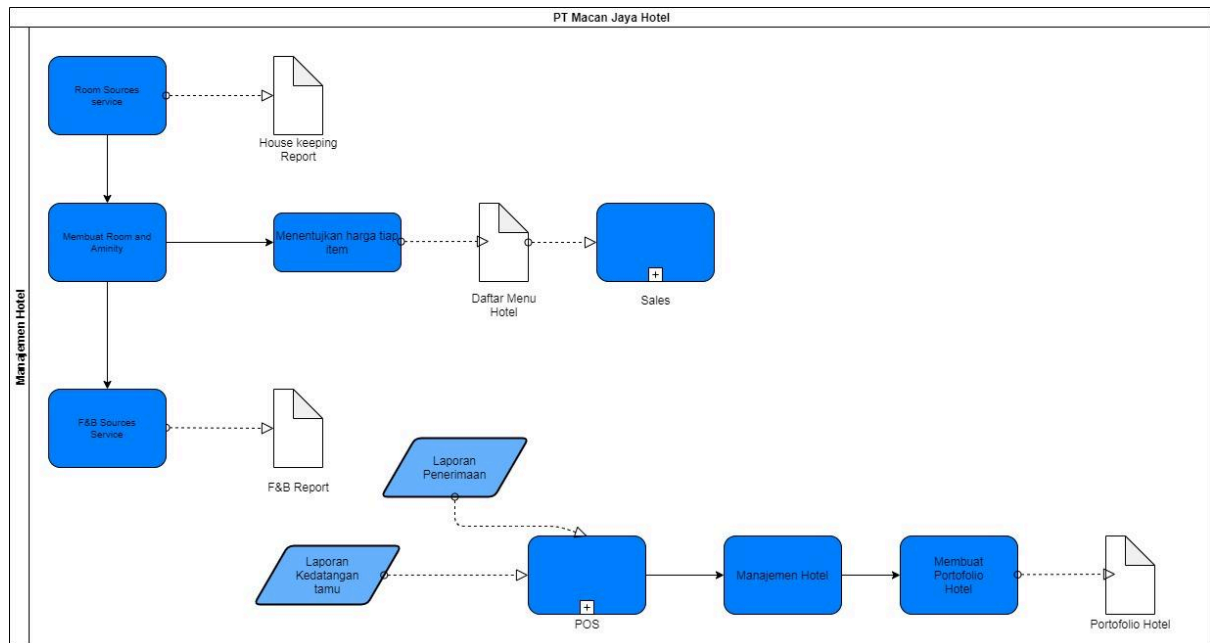 PT Macan Jaya Hotel
Manajemen Hotel
Room Sources
service
House keeping
Report
Membuat Room and
Aminity
Menentujkan harga tiap
item
Daftar Menu
Hotel
+
Sales
F&B Sources
Service
F&B Report
Laporan
Penerimaan
Laporan
Kedatangan
tamu
+
POS
Manajemen Hotel
Membuat
Portofolio
Hotel
Portofolio Hotel